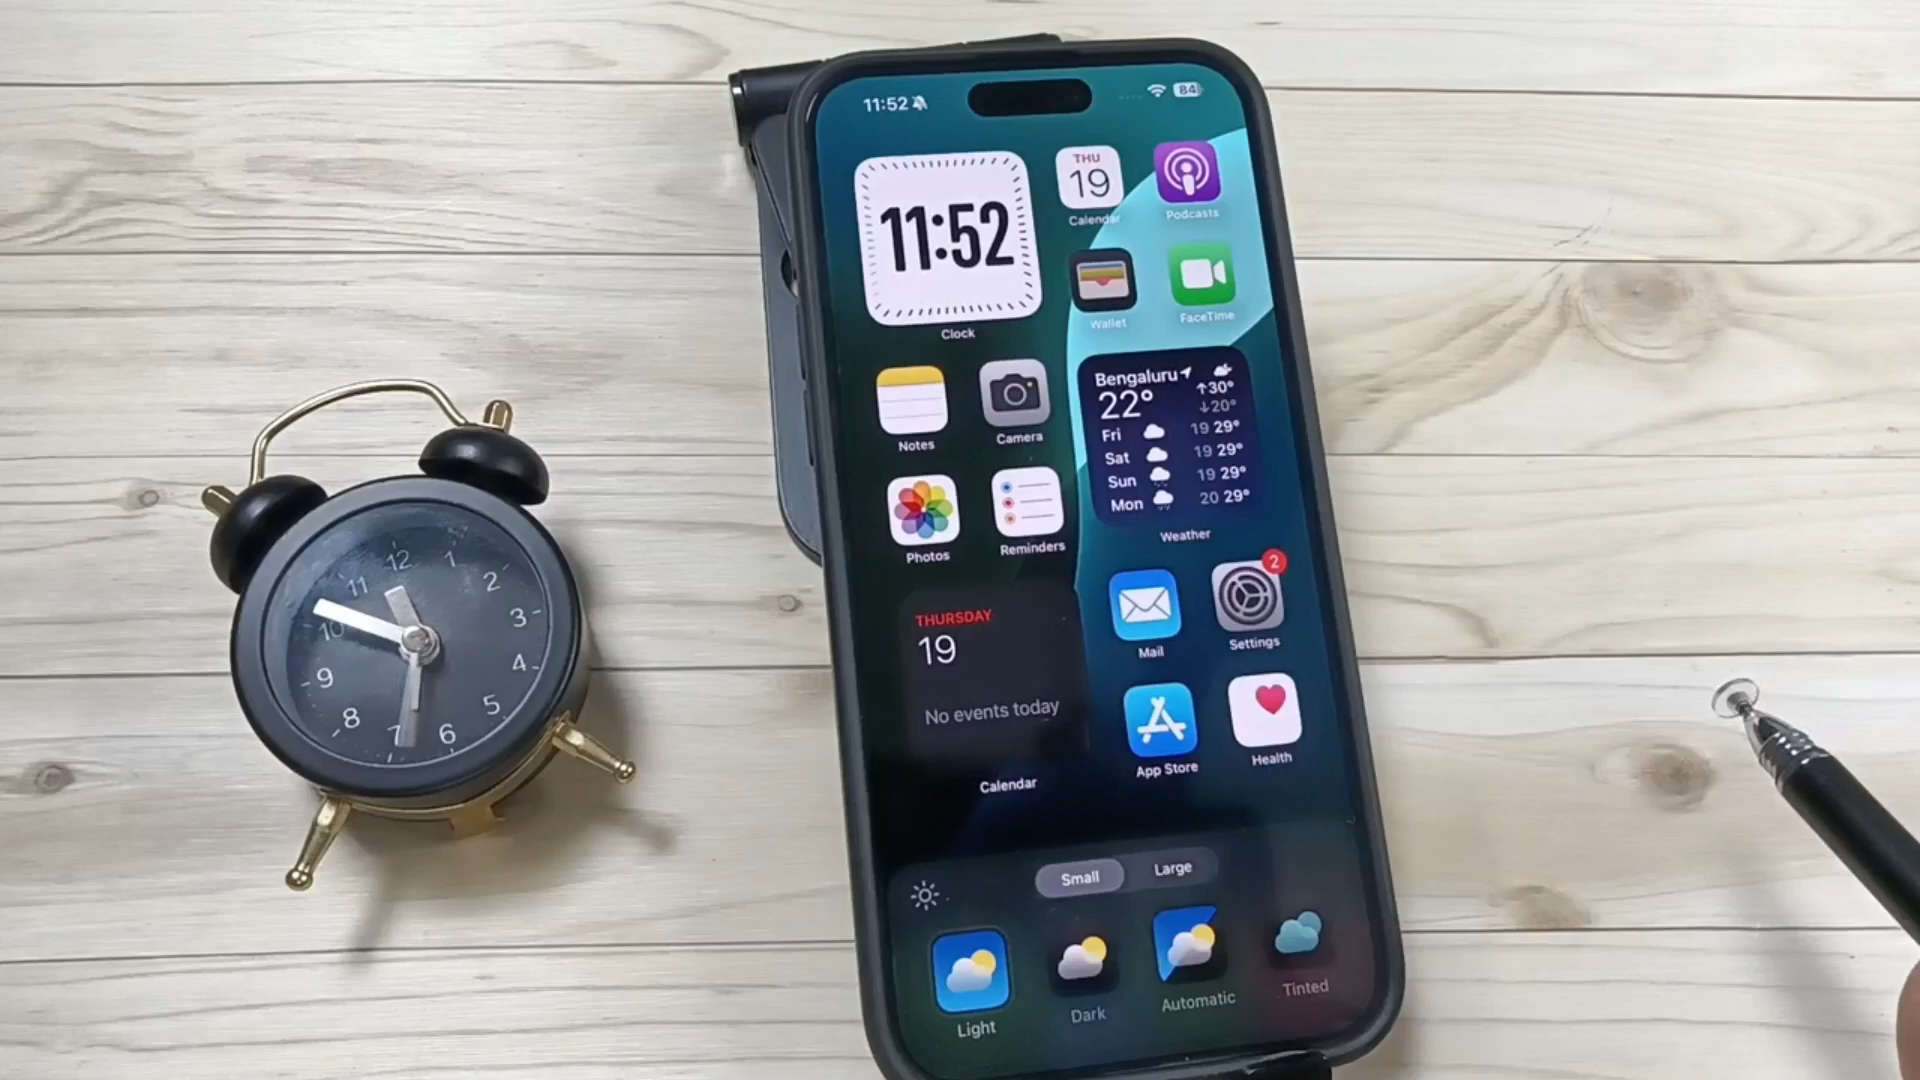 11:52
84
11:52
Clock
THU
19
Calendar
Podcasts
Wallet
FaceTime
Notes
Camera
Bengaluru
22°
↑30°
↓20°
Fri 19 29°
Sat 19 29°
Sun 19 29°
Mon 20 29°
Weather
Photos
Reminders
THURSDAY
19
No events today
Calendar
Mail
2
Settings
App Store
Health
Small
Large
Light
Dark
Automatic
Tinted
12
1
2
3
4
5
6
7
8
9
10
11